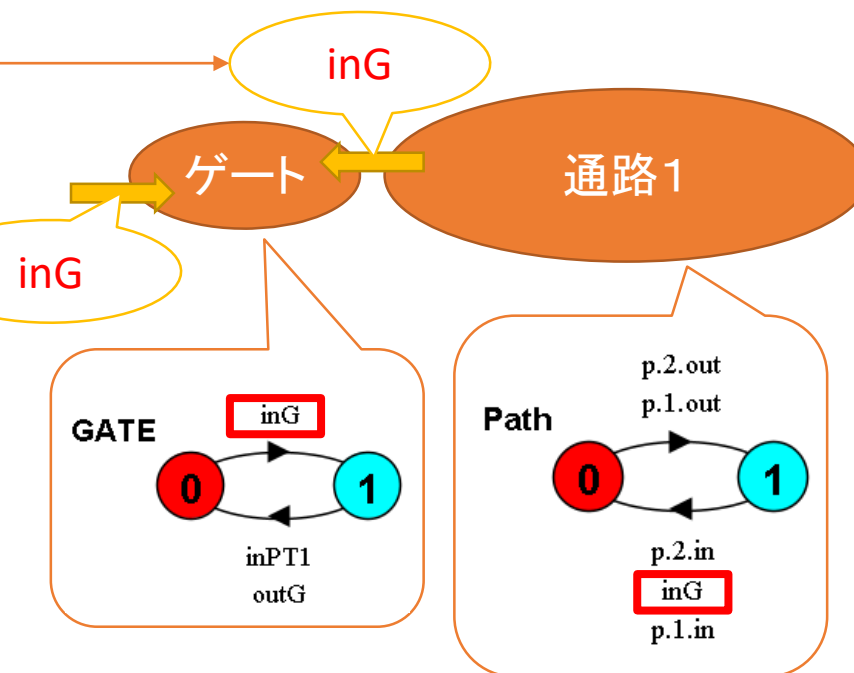 inG
ゲート
通路1
inG
GATE
inG
0
1
inPT1
outG
p.2.out
p.1.out
Path
0
1
p.2.in
inG
p.1.in